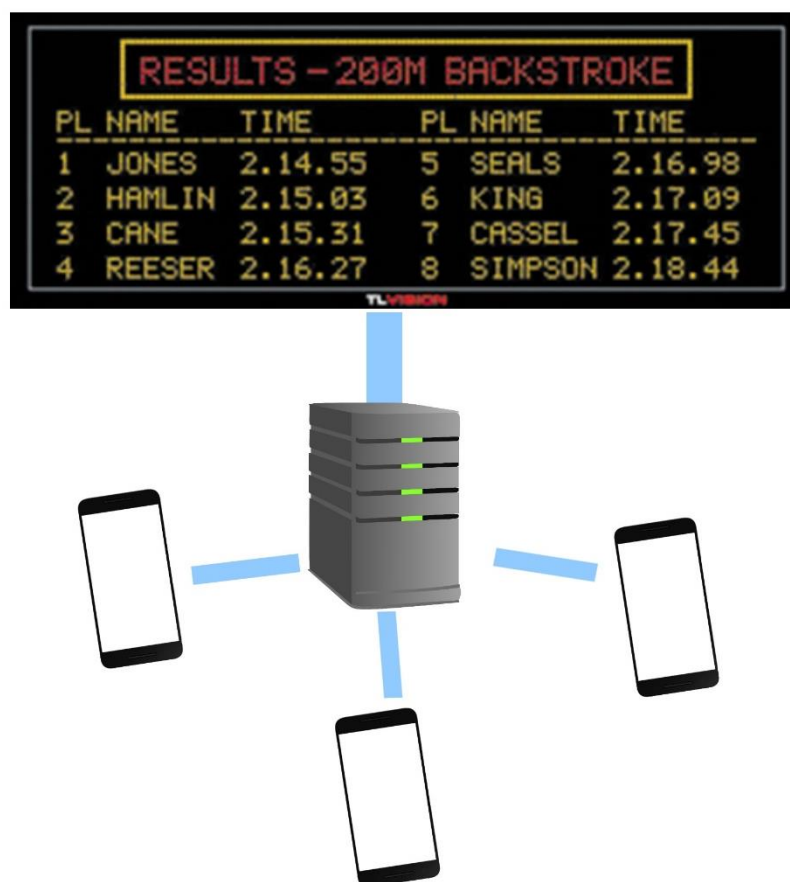 RESULTS - 200M BACKSTROKE
PL NAME TIME PL NAME TIME
1 JONES 2.14.55 5 SEALS 2.16.98
2 HAMLIN 2.15.03 6 KING 2.17.09
3 CANE 2.15.31 7 CASSEL 2.17.45
4 REESER 2.16.27 8 SIMPSON 2.18.44
TLVISION